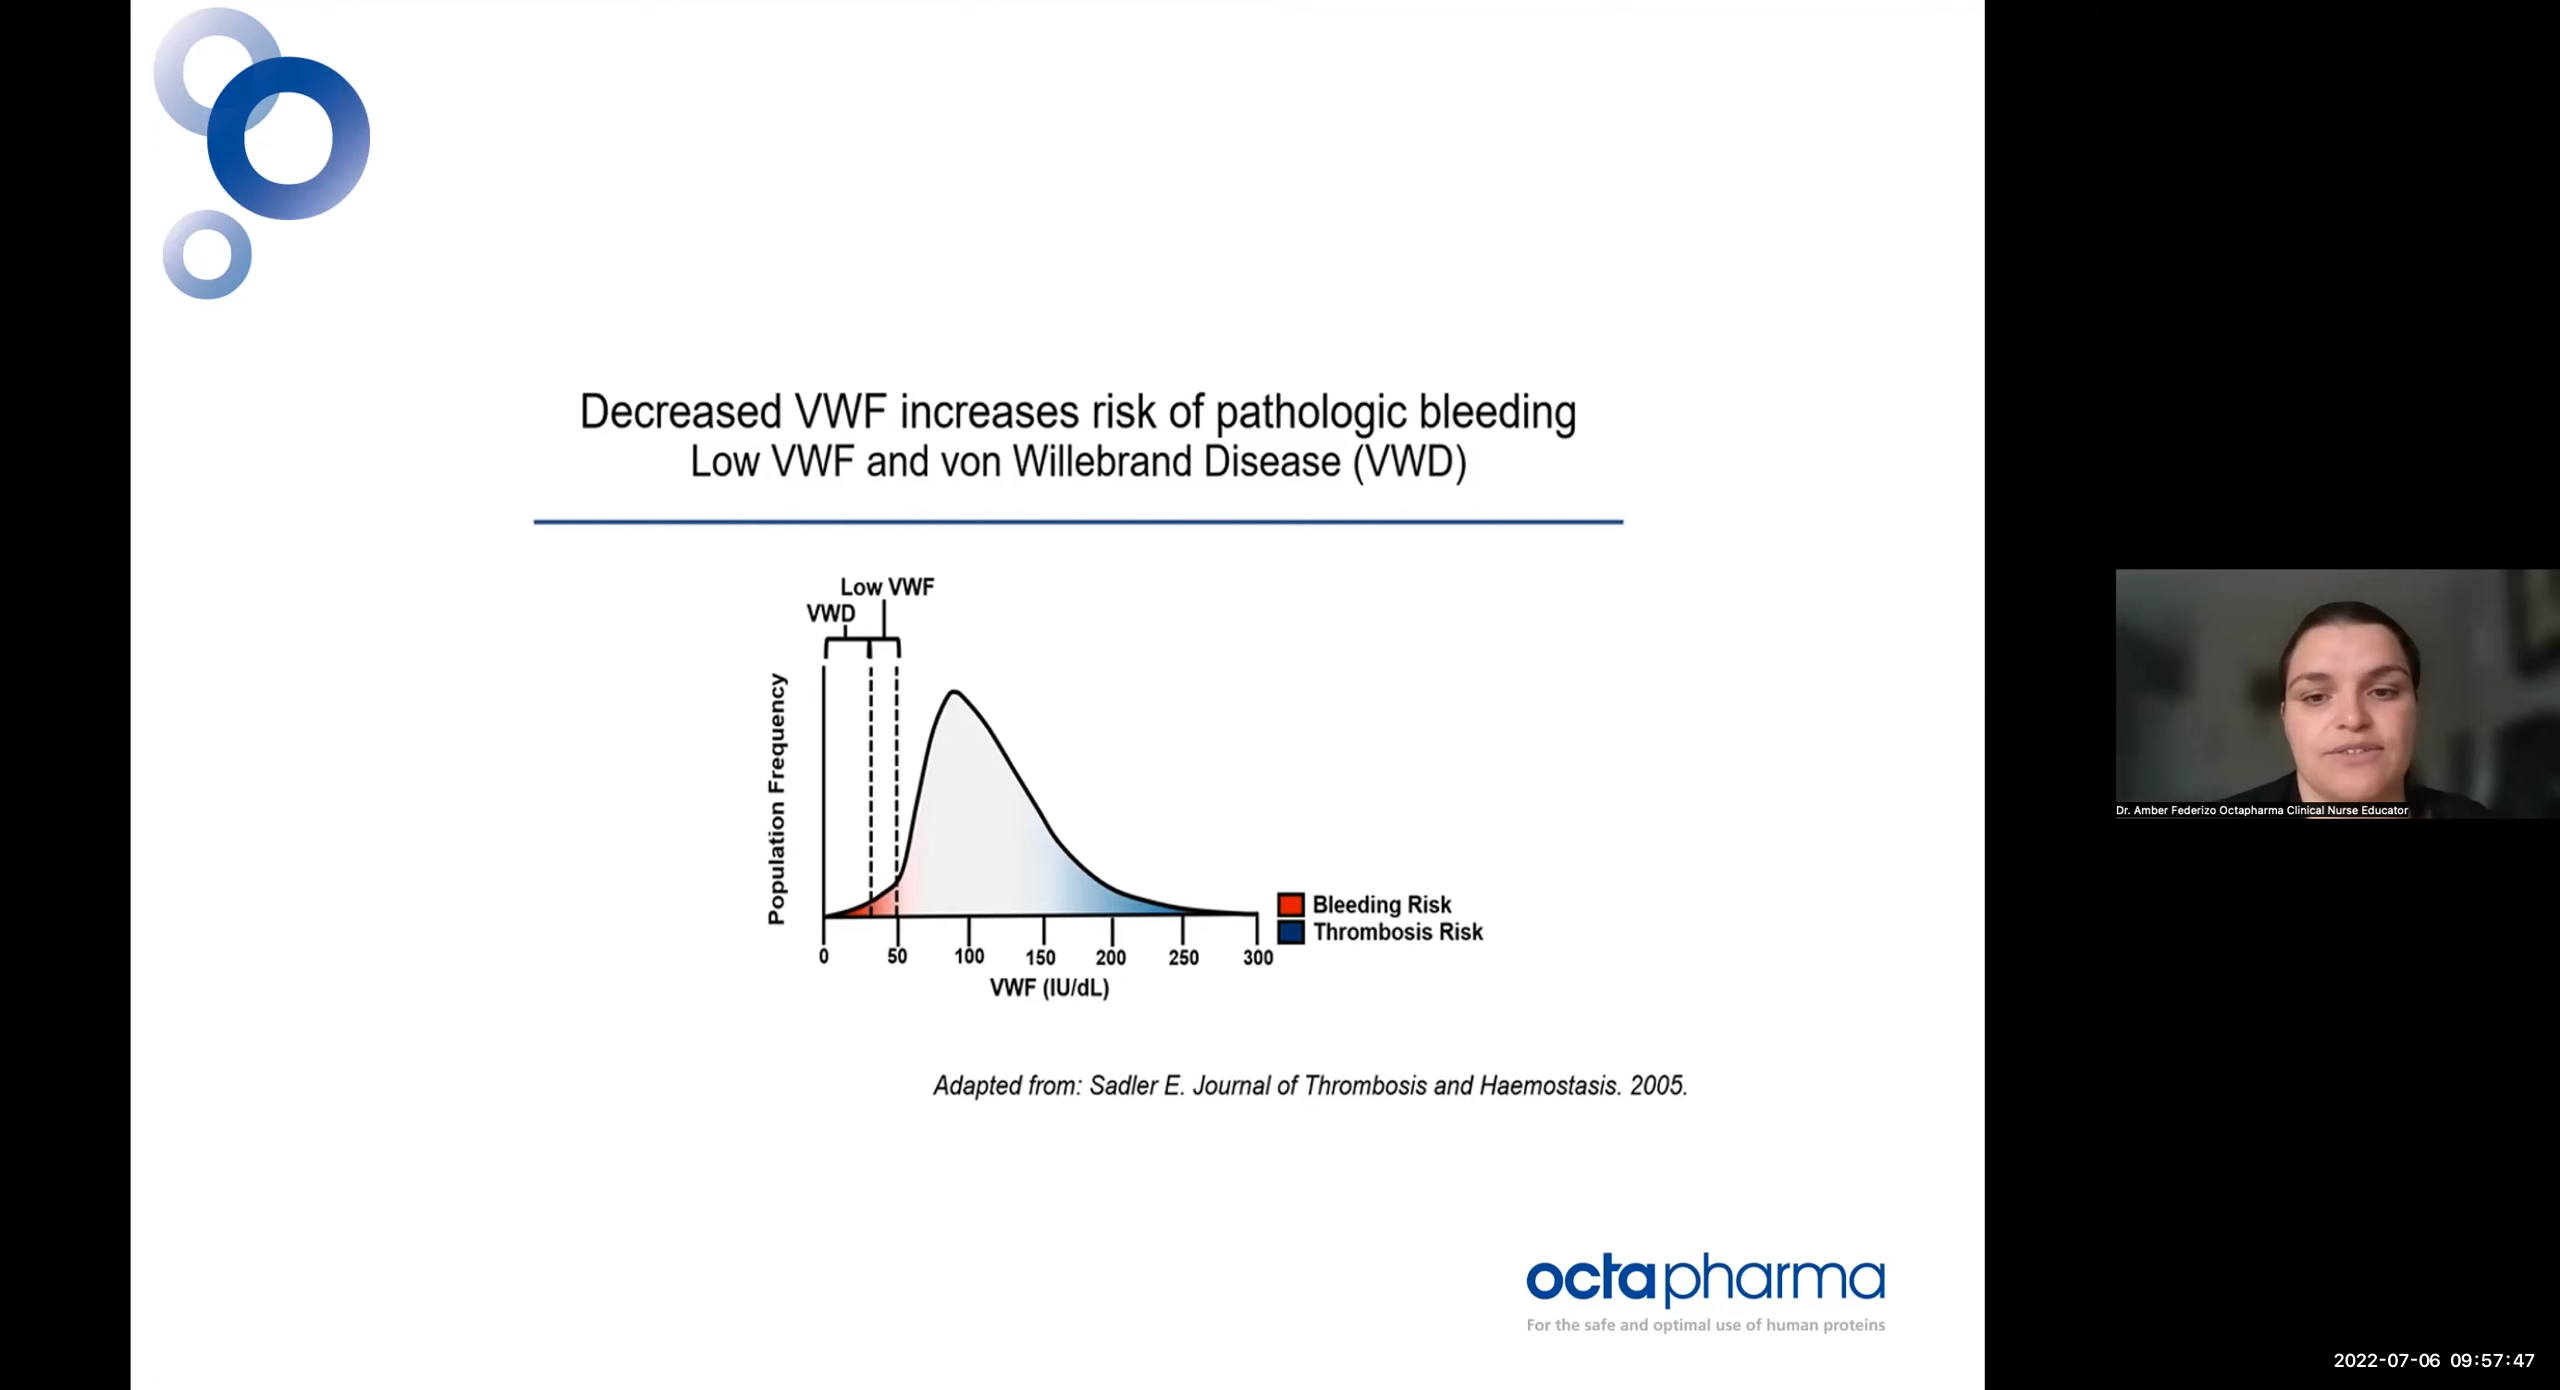 Decreased VWF increases risk of pathologic bleeding
Low VWF and von Willebrand Disease (VWD)
Low VWF
VWD
Population Frequency
0 50 100 150 200 250 300
VWF (IU/dL)
Bleeding Risk
Thrombosis Risk
Adapted from: Sadler E. Journal of Thrombosis and Haemostasis. 2005.
octapharma
For the safe and optimal use of human proteins
Dr. Amber Federizo Octapharma Clinical Nurse Educator
2022-07-06 09:57:47